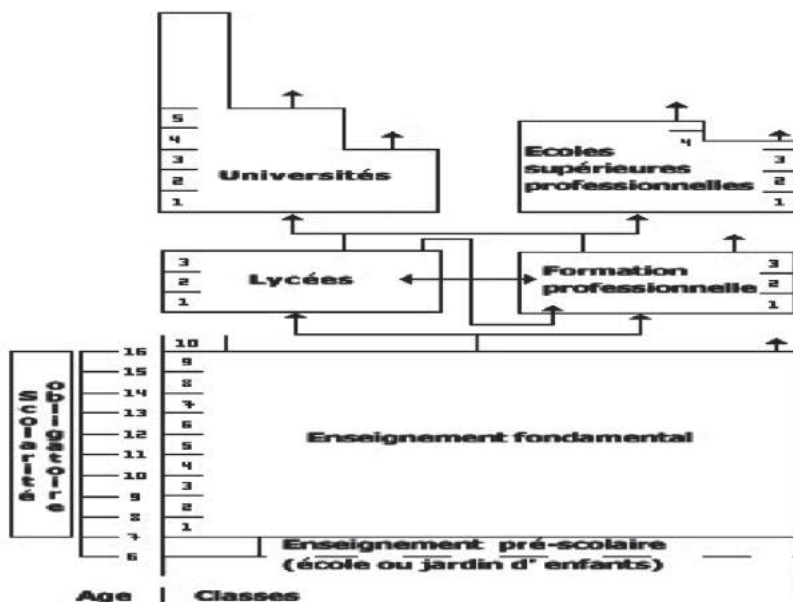 5
4
3
2
1
Universités
4
3
2
1
Ecoles
supérieures
professionnelles
3
2
1
Lycées
Formation
professionnelle
3
2
1
Scolarité
obligatoire
16
15
14
13
12
11
10
9
8
7
6
10
9
8
7
6
5
4
3
2
1
Enseignement fondamental
Enseignement pré-scolaire
(école ou jardin d' enfants)
Age
Classes